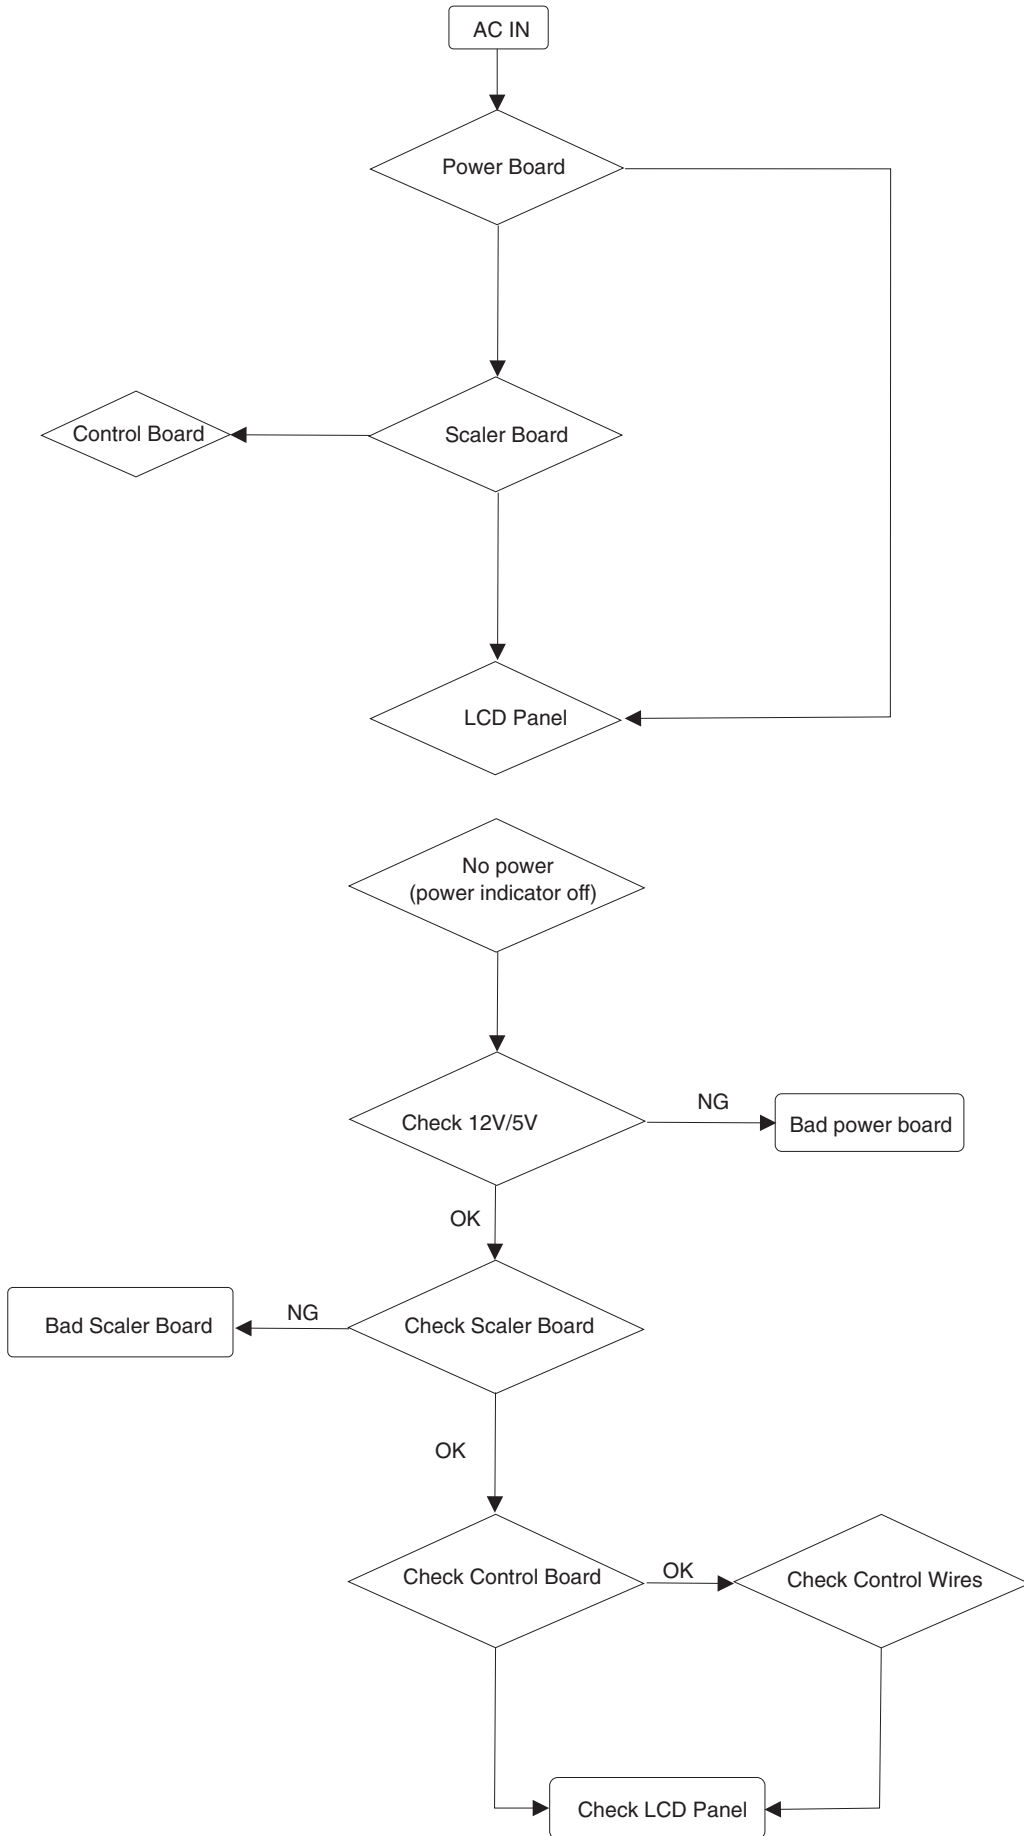 AC IN
Power Board
Control Board
Scaler Board
LCD Panel
No power
(power indicator off)
Check 12V/5V
NG
Bad power board
OK
Bad Scaler Board
NG
Check Scaler Board
OK
Check Control Board
OK
Check Control Wires
Check LCD Panel